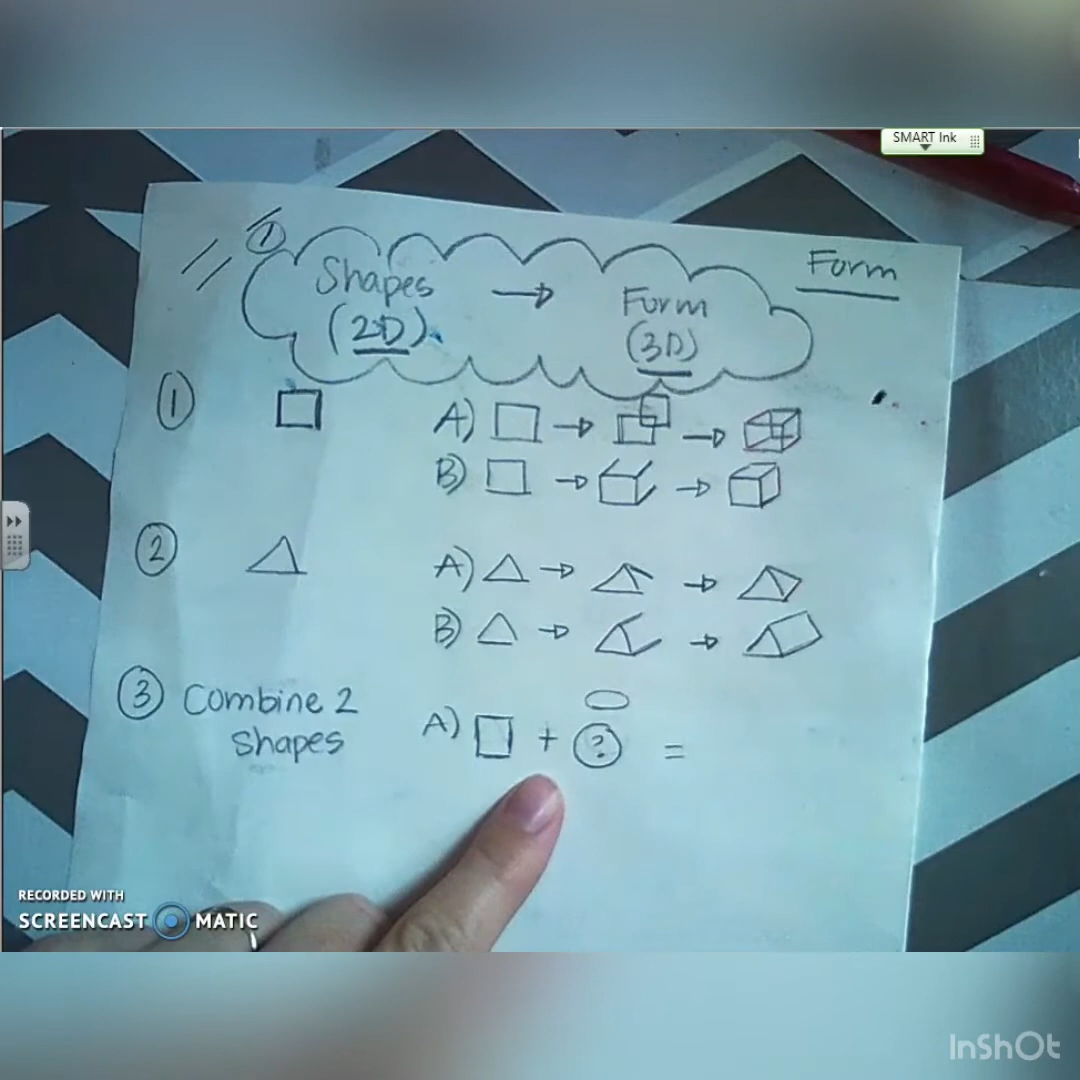 SMART Ink
Form
①
Shapes → Form
(2D) (3D)
①
A) → →
B) → →
②
A) → →
B) → →
③ Combine 2
Shapes
A) + ? =
RECORDED WITH
SCREENCAST MATIC
InShOt